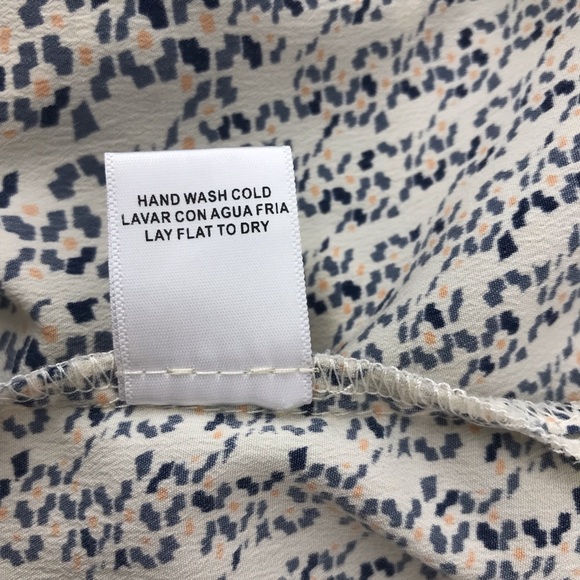 HAND WASH COLD
LAVAR CON AGUA FRIA
LAY FLAT TO DRY